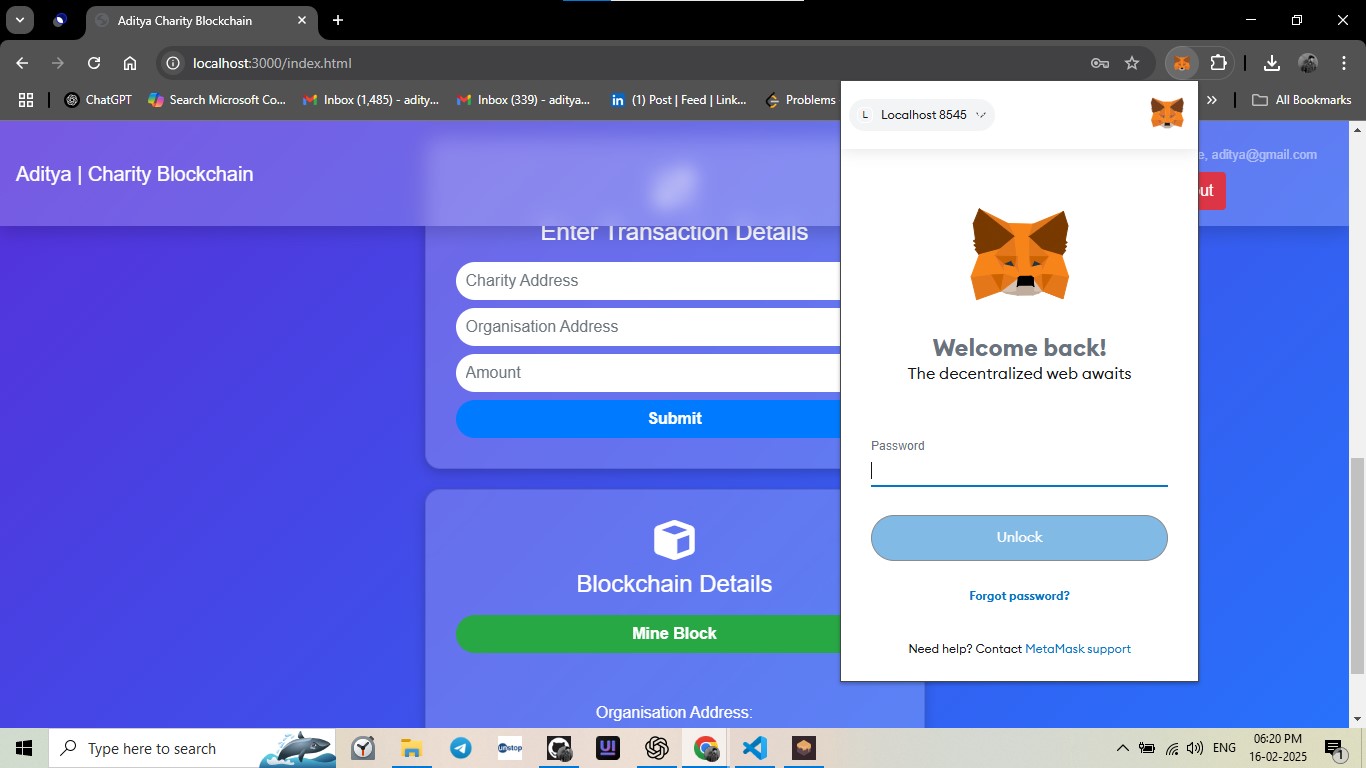 Aditya Charity Blockchain
localhost:3000/index.html
ChatGPT
Search Microsoft Co...
Inbox (1,485) - adity...
Inbox (339) - aditya...
(1) Post | Feed | Link...
Problems
»
All Bookmarks
Aditya | Charity Blockchain
e, aditya@gmail.com
out
Enter Transaction Details
Charity Address
Organisation Address
Amount
Submit
Blockchain Details
Mine Block
Organisation Address:
L Localhost 8545
Welcome back!
The decentralized web awaits
Password
Unlock
Forgot password?
Need help? Contact MetaMask support
Type here to search
unstop
UI
ENG
06:20 PM
16-02-2025
1